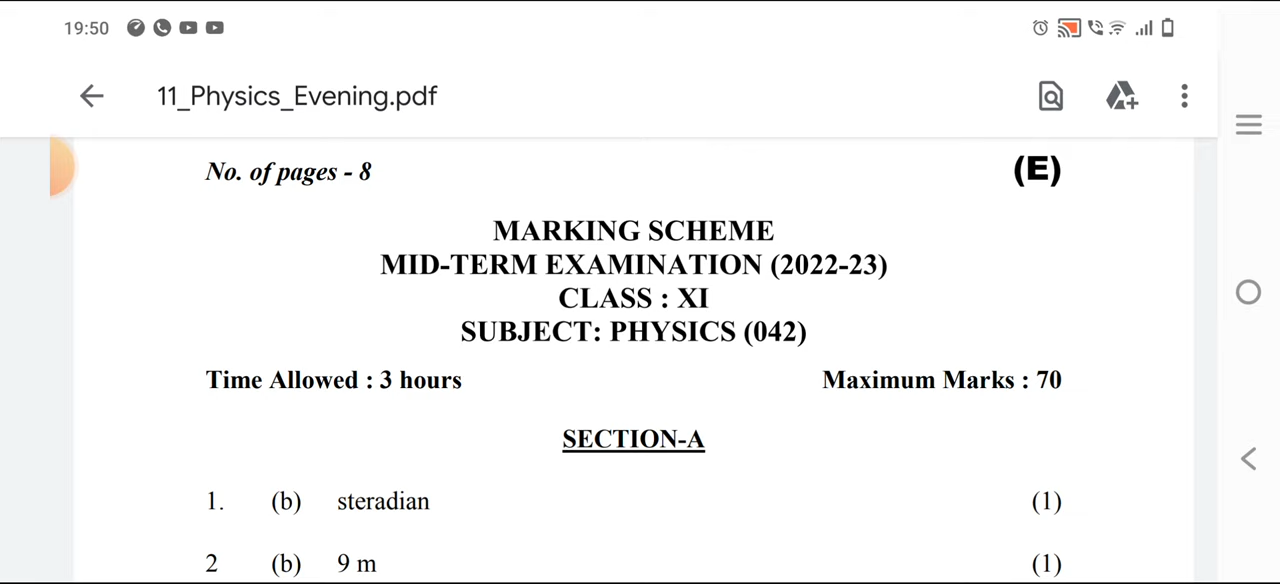 19:50
11_Physics_Evening.pdf
No. of pages - 8 (E)
MARKING SCHEME
MID-TERM EXAMINATION (2022-23)
CLASS : XI
SUBJECT: PHYSICS (042)
Time Allowed : 3 hours Maximum Marks : 70
SECTION-A
1. (b) steradian (1)
2 (b) 9 m (1)